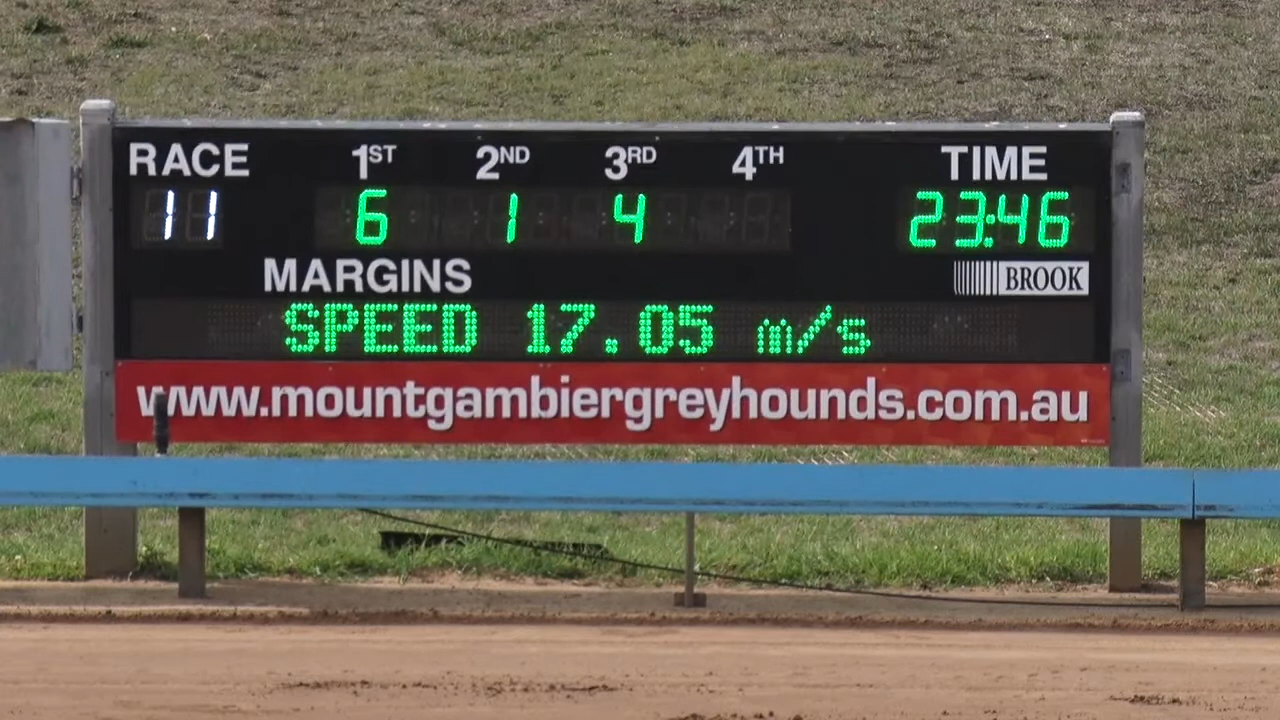 RACE 1ST 2ND 3RD 4TH TIME
11 6 1 4 23:46
MARGINS BROOK
SPEED 17.05 m/s
www.mountgambiergreyhounds.com.au